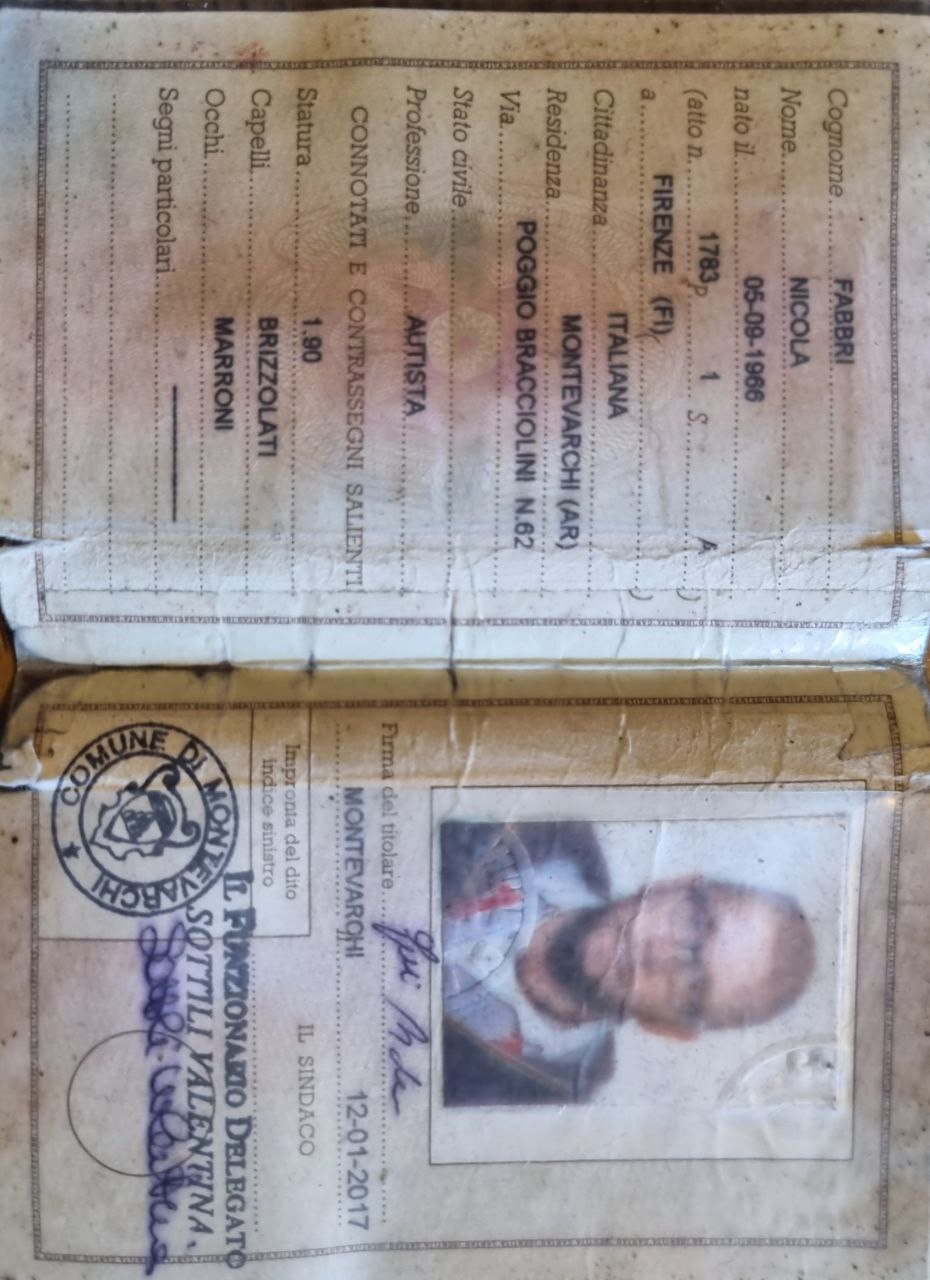 Cognome FABBRI
Nome NICOLA
nato il 05-09-1966
(atto n. 1783 p 1 S. A )
a FIRENZE (FI) )
Cittadinanza ITALIANA
Residenza MONTEVARCHI (AR)
Via POGGIO BRACCIOLINI N.62
Stato civile
Professione AUTISTA
CONNOTATI E CONTRASSEGNI SALIENTI
Statura 1.90
Capelli BRIZZOLATI
Occhi MARRONI
Segni particolari
Firma del titolare
MONTEVARCHI 12-01-2017
IL SINDACO
Impronta del dito
indice sinistro
IL FUNZIONARIO DELEGATO
SOTTILI VALENTINA.
COMUNE DI MONTEVARCHI